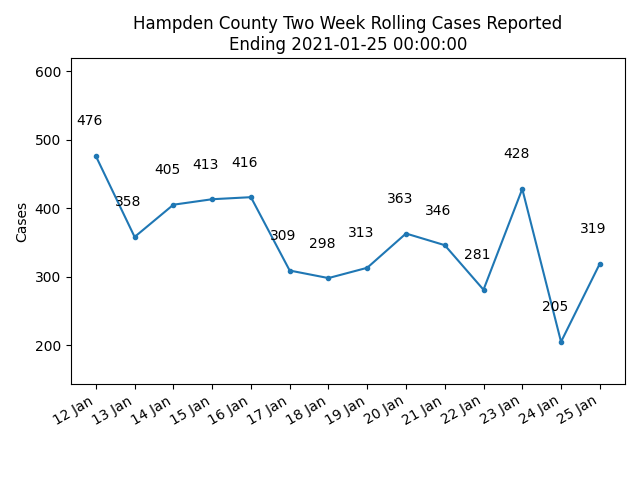 Hampden County Two Week Rolling Cases Reported
Ending 2021-01-25 00:00:00
600
500
400
300
200
Cases
476
358
405
413
416
309
298
313
363
346
281
428
205
319
12 Jan
13 Jan
14 Jan
15 Jan
16 Jan
17 Jan
18 Jan
19 Jan
20 Jan
21 Jan
22 Jan
23 Jan
24 Jan
25 Jan